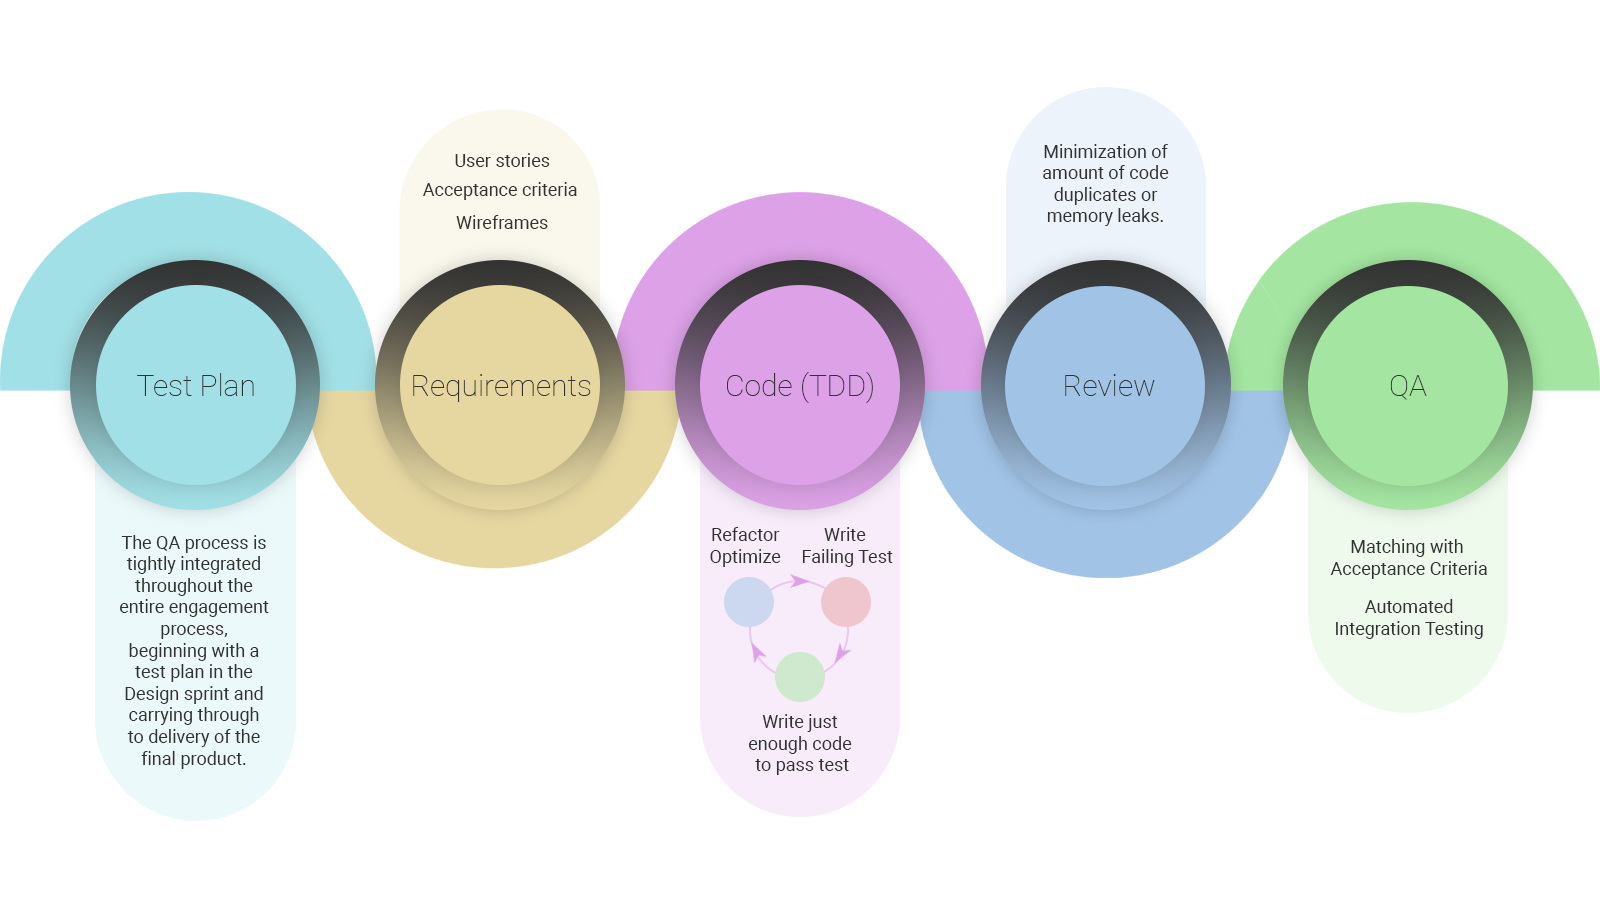 Test Plan
The QA process is
tightly integrated
throughout the
entire engagement
process,
beginning with a
test plan in the
Design sprint and
carrying through
to delivery of the
final product.
User stories
Acceptance criteria
Wireframes
Requirements
Code (TDD)
Refactor
Optimize
Write
Failing Test
Write just
enough code
to pass test
Minimization of
amount of code
duplicates or
memory leaks.
Review
QA
Matching with
Acceptance Criteria
Automated
Integration Testing